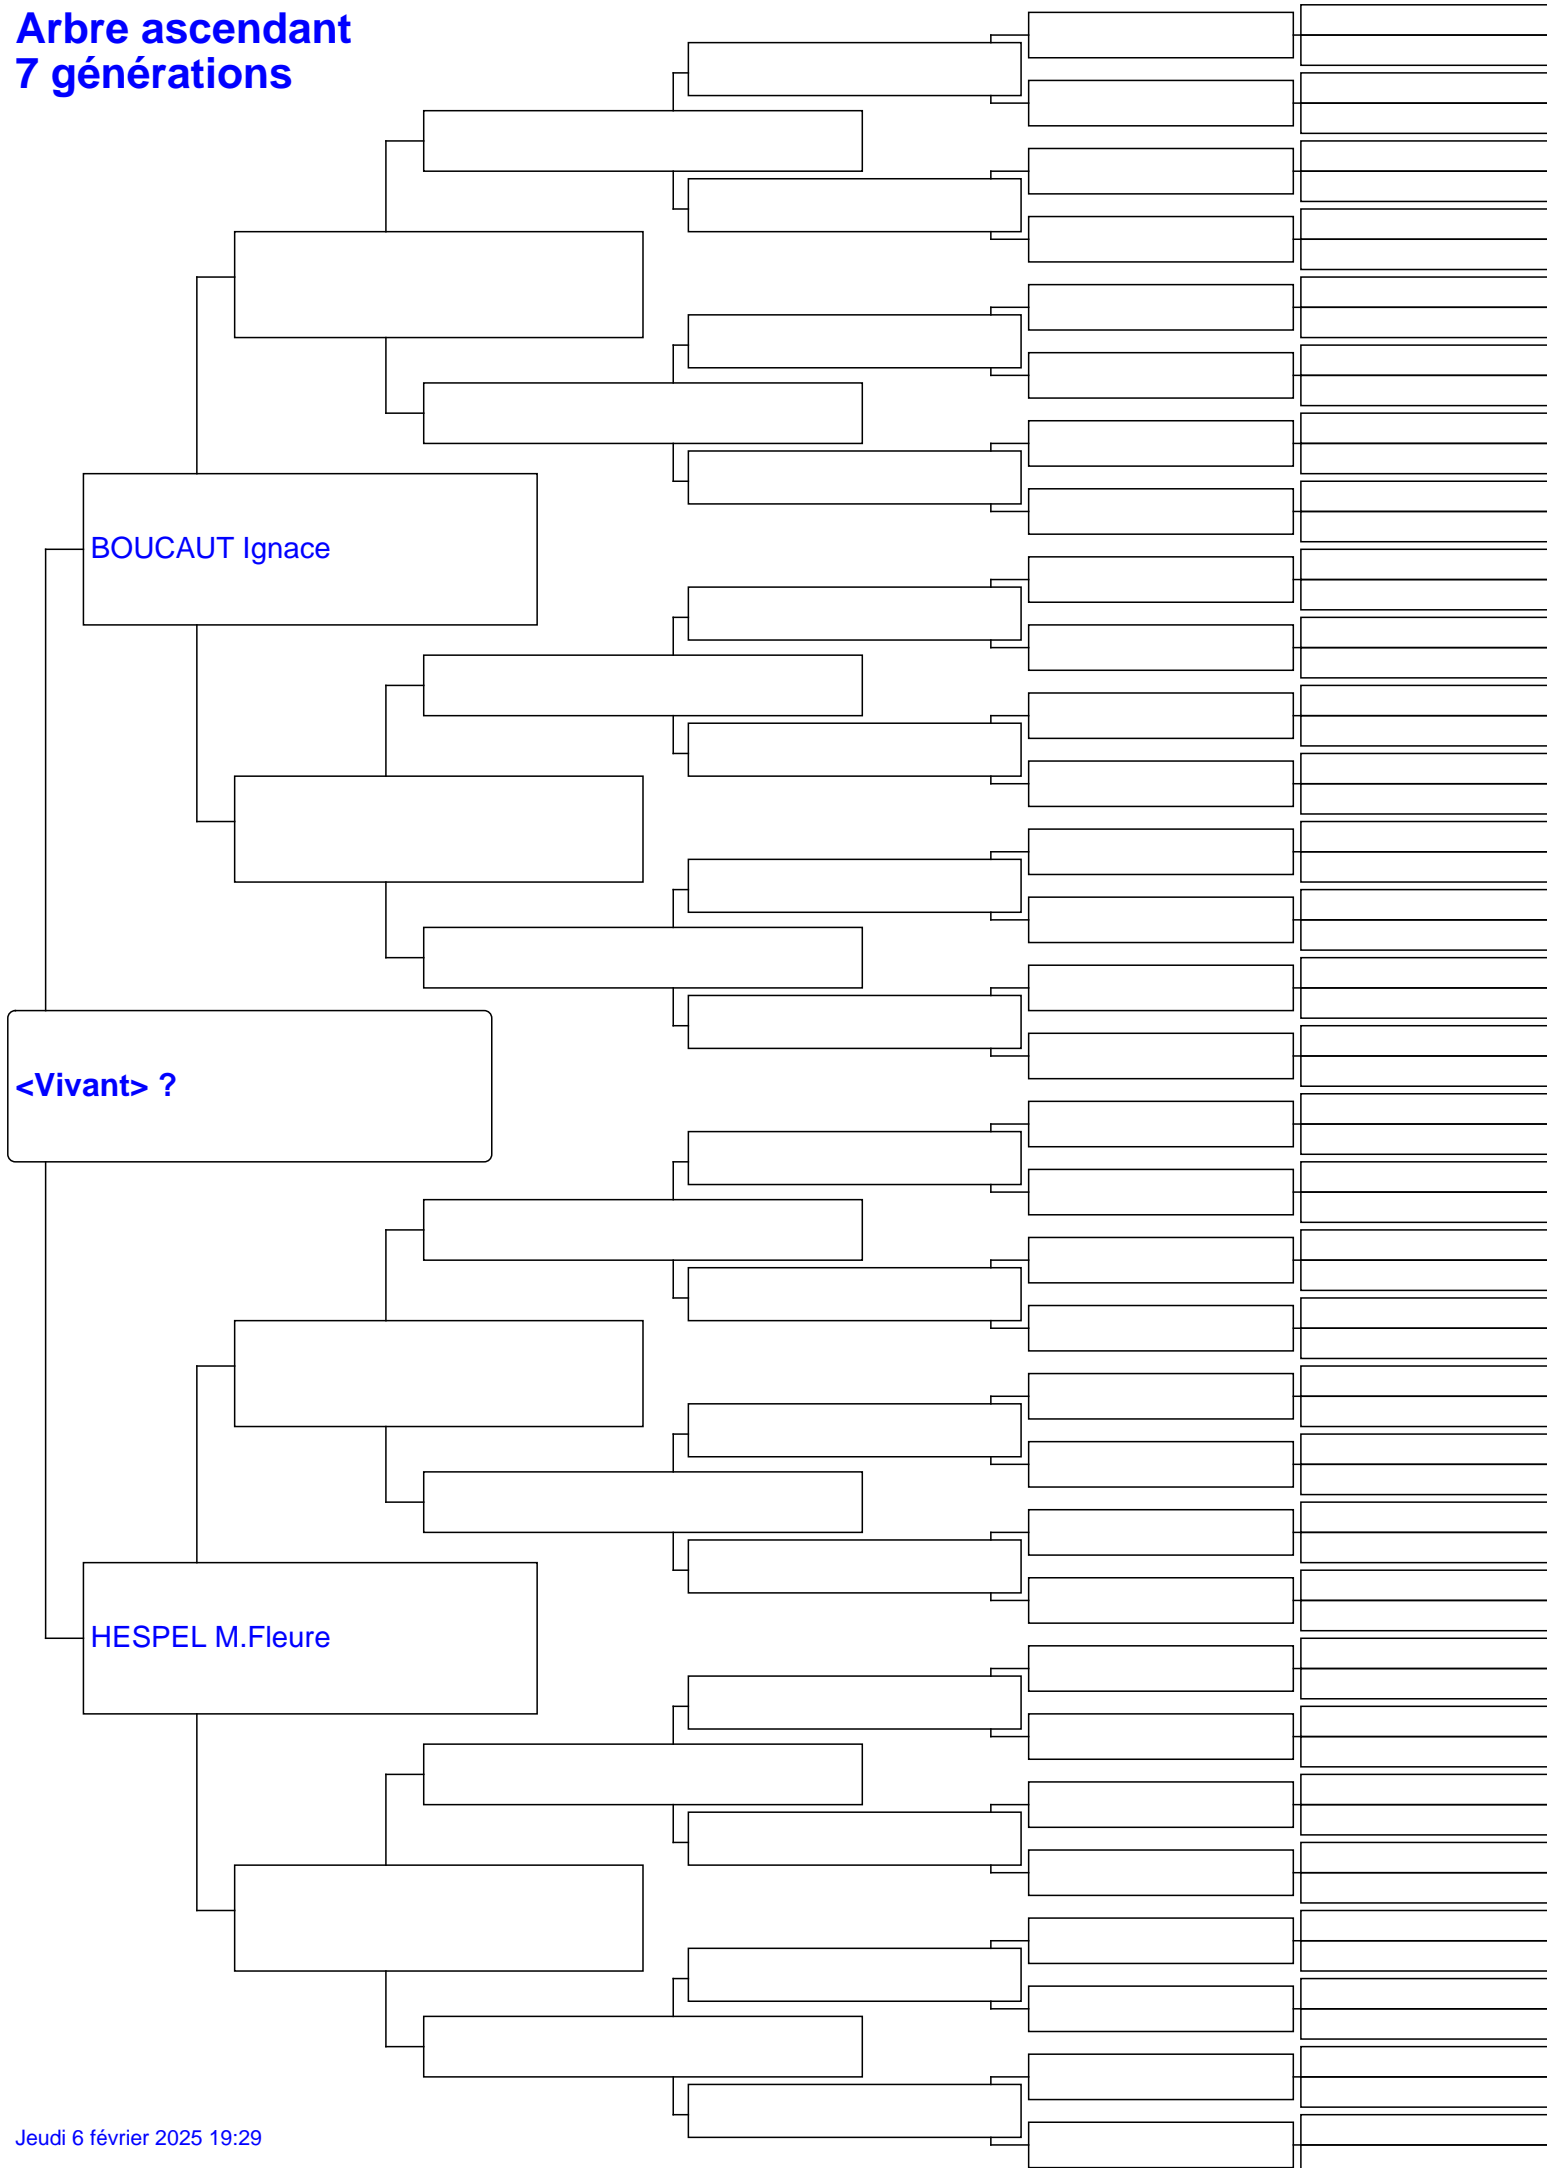 Arbre ascendant
7 générations
BOUCAUT Ignace
<Vivant> ?
HESPEL M.Fleure
Jeudi 6 février 2025 19:29